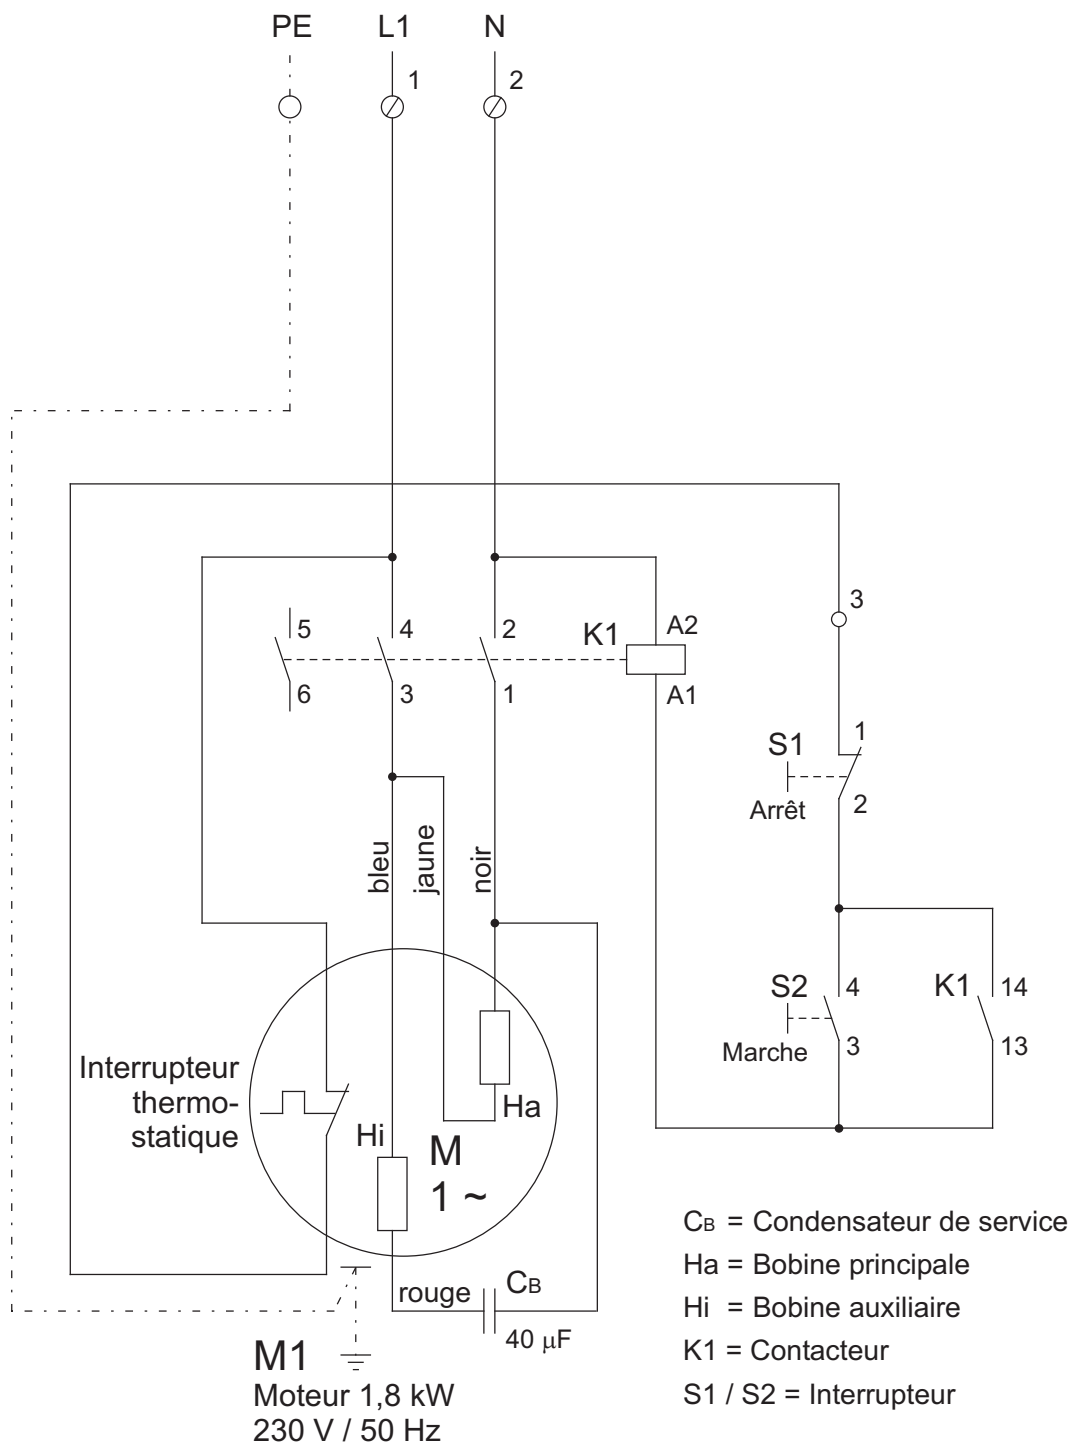 PE L1 N
1 2
3
5 4 2 K1 A2
6 3 1 A1
S1 1
Arrêt 2
bleu jaune noir
S2 4 K1 14
Marche 3 13
Interrupteur
thermo-
statique
Ha
Hi M
1 ~
rouge CB
40 µF
M1
Moteur 1,8 kW
230 V / 50 Hz
CB = Condensateur de service
Ha = Bobine principale
Hi = Bobine auxiliaire
K1 = Contacteur
S1 / S2 = Interrupteur